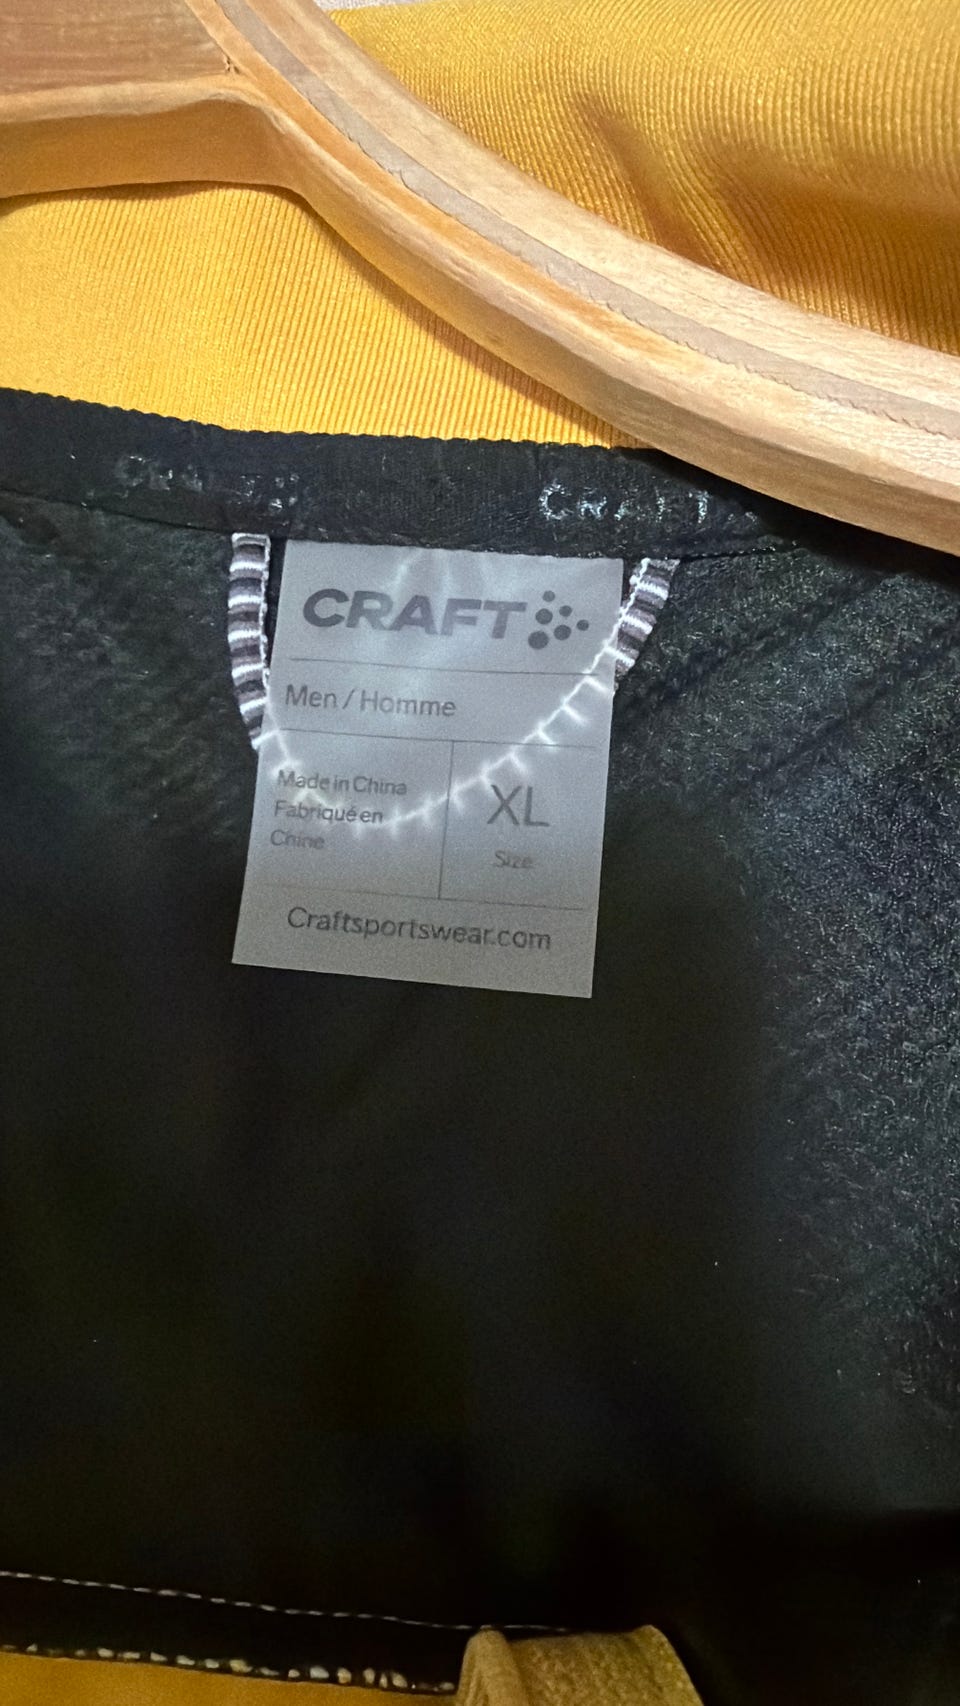 CRAFT
CRAFT
Men / Homme
Made in China
Fabriqué en
Chine
XL
Size
Craftsportswear.com